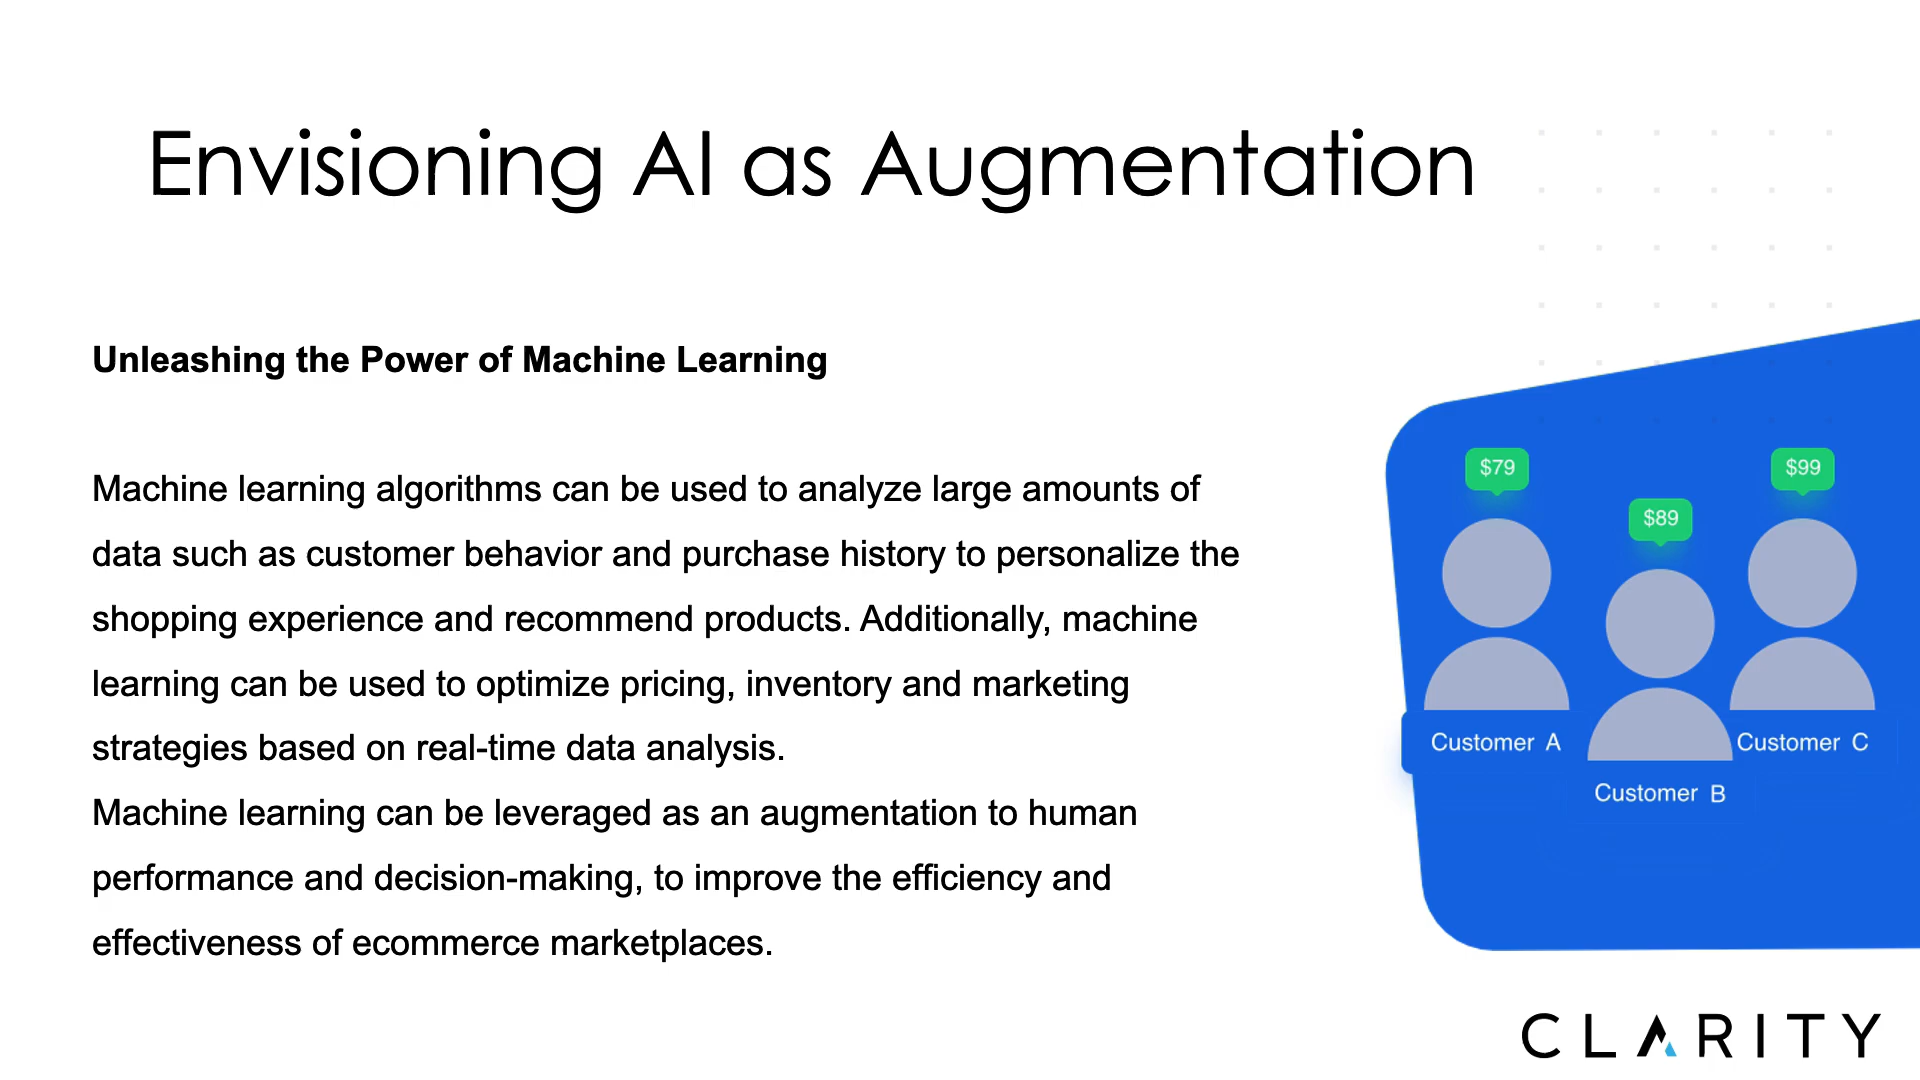 Envisioning AI as Augmentation
Unleashing the Power of Machine Learning
Machine learning algorithms can be used to analyze large amounts of
data such as customer behavior and purchase history to personalize the
shopping experience and recommend products. Additionally, machine
learning can be used to optimize pricing, inventory and marketing
strategies based on real-time data analysis.
Machine learning can be leveraged as an augmentation to human
performance and decision-making, to improve the efficiency and
effectiveness of ecommerce marketplaces.
$79
$99
$89
Customer A
Customer C
Customer B
CLARITY